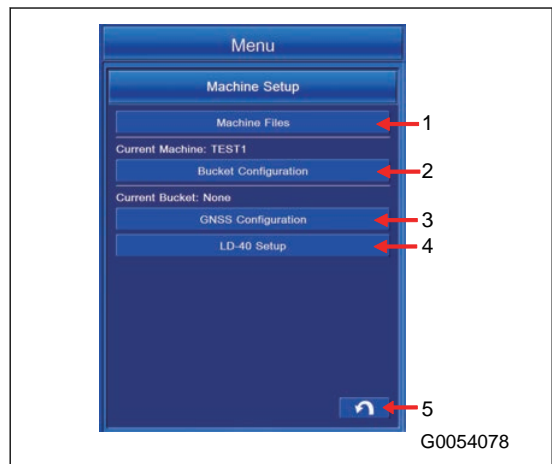 Menu
Machine Setup
Machine Files
1
Current Machine: TEST1
Bucket Configuration
2
Current Bucket: None
GNSS Configuration
3
LD-40 Setup
4
5
G0054078